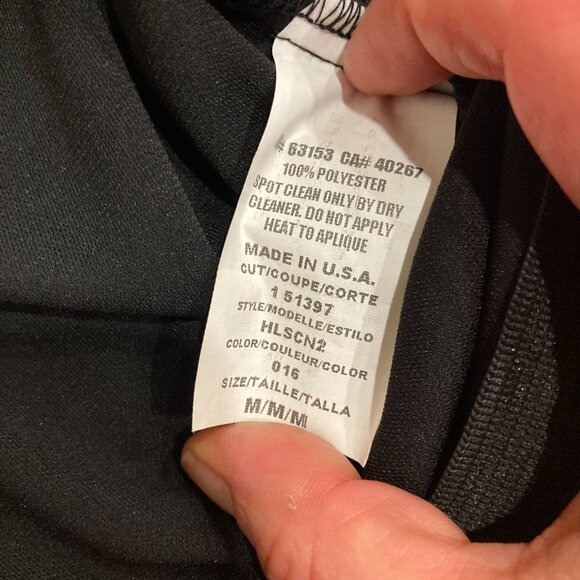 # 63153 CA# 40267
100% POLYESTER
SPOT CLEAN ONLY BY DRY
CLEANER. DO NOT APPLY
HEAT TO APLIQUE
MADE IN U.S.A.
CUT/COUPE/CORTE
1 51397
STYLE/MODELLE/ESTILO
HLSCN2
COLOR/COULEUR/COLOR
016
SIZE/TAILLE/TALLA
M/M/M